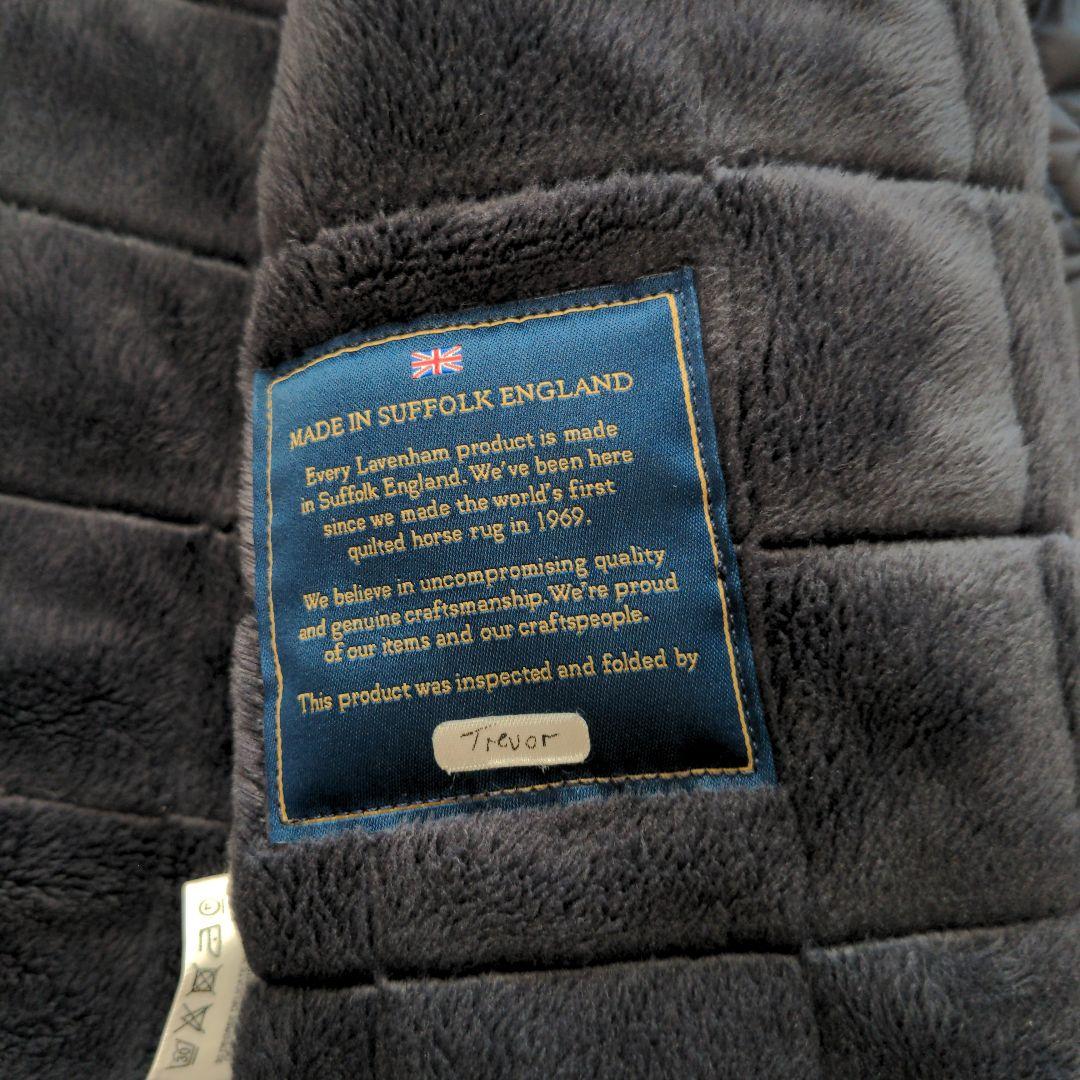 MADE IN SUFFOLK ENGLAND
Every Lavenham product is made
in Suffolk England. We've been here
since we made the world's first
quilted horse rug in 1969.
We believe in uncompromising quality
and genuine craftsmanship. We're proud
of our items and our craftspeople.
This product was inspected and folded by
Trevor
30